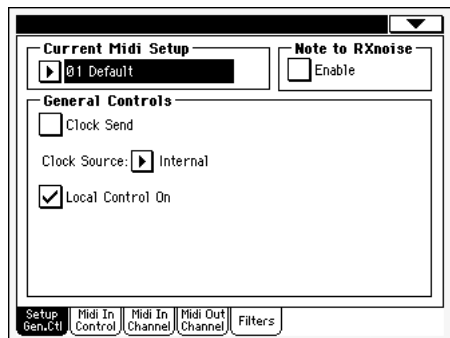 Current Midi Setup
01 Default
Note to RXnoise
Enable
General Controls
Clock Send
Clock Source: Internal
Local Control On
Setup Gen.Ctl
Midi In Control
Midi In Channel
Midi Out Channel
Filters